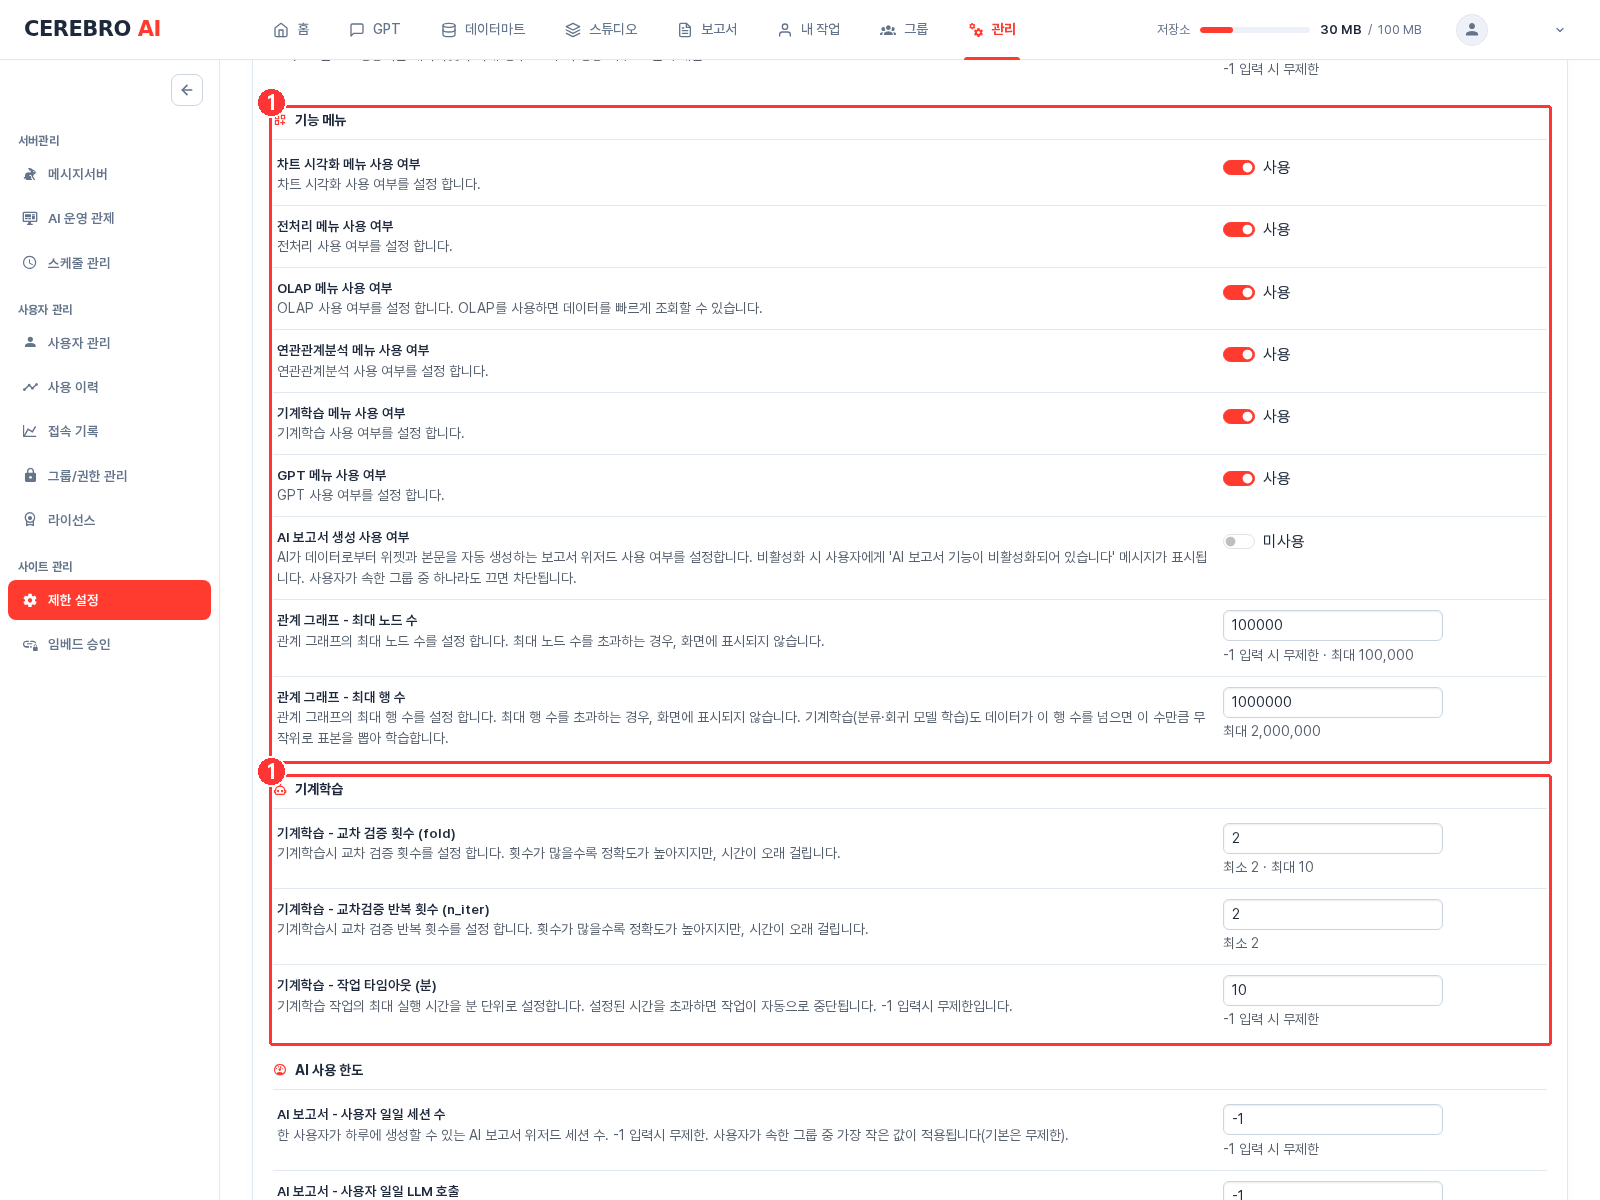 CEREBRO AI
홈
GPT
데이터마트
스튜디오
보고서
내 작업
그룹
관리
저장소
30 MB / 100 MB
-1 입력 시 무제한
서버관리
메시지서버
AI 운영 관제
스케줄 관리
사용자 관리
사용자 관리
사용 이력
접속 기록
그룹/권한 관리
라이선스
사이트 관리
제한 설정
임베드 승인
1
기능 메뉴
차트 시각화 메뉴 사용 여부
차트 시각화 사용 여부를 설정 합니다.
사용
전처리 메뉴 사용 여부
전처리 사용 여부를 설정 합니다.
사용
OLAP 메뉴 사용 여부
OLAP 사용 여부를 설정 합니다. OLAP를 사용하면 데이터를 빠르게 조회할 수 있습니다.
사용
연관관계분석 메뉴 사용 여부
연관관계분석 사용 여부를 설정 합니다.
사용
기계학습 메뉴 사용 여부
기계학습 사용 여부를 설정 합니다.
사용
GPT 메뉴 사용 여부
GPT 사용 여부를 설정 합니다.
사용
AI 보고서 생성 사용 여부
AI가 데이터로부터 위젯과 본문을 자동 생성하는 보고서 위저드 사용 여부를 설정합니다. 비활성화 시 사용자에게 'AI 보고서 기능이 비활성화되어 있습니다' 메시지가 표시됩
니다. 사용자가 속한 그룹 중 하나라도 끄면 차단됩니다.
미사용
관계 그래프 - 최대 노드 수
관계 그래프의 최대 노드 수를 설정 합니다. 최대 노드 수를 초과하는 경우, 화면에 표시되지 않습니다.
100000
-1 입력 시 무제한 · 최대 100,000
관계 그래프 - 최대 행 수
관계 그래프의 최대 행 수를 설정 합니다. 최대 행 수를 초과하는 경우, 화면에 표시되지 않습니다. 기계학습(분류·회귀 모델 학습)도 데이터가 이 행 수를 넘으면 이 수만큼 무
작위로 표본을 뽑아 학습합니다.
1000000
최대 2,000,000
1
기계학습
기계학습 - 교차 검증 횟수 (fold)
기계학습시 교차 검증 횟수를 설정 합니다. 횟수가 많을수록 정확도가 높아지지만, 시간이 오래 걸립니다.
2
최소 2 · 최대 10
기계학습 - 교차검증 반복 횟수 (n_iter)
기계학습시 교차 검증 반복 횟수를 설정 합니다. 횟수가 많을수록 정확도가 높아지지만, 시간이 오래 걸립니다.
2
최소 2
기계학습 - 작업 타임아웃 (분)
기계학습 작업의 최대 실행 시간을 분 단위로 설정합니다. 설정된 시간을 초과하면 작업이 자동으로 중단됩니다. -1 입력시 무제한입니다.
10
-1 입력 시 무제한
AI 사용 한도
AI 보고서 - 사용자 일일 세션 수
한 사용자가 하루에 생성할 수 있는 AI 보고서 위저드 세션 수. -1 입력시 무제한. 사용자가 속한 그룹 중 가장 작은 값이 적용됩니다(기본은 무제한).
-1
-1 입력 시 무제한
AI 보고서 - 사용자 일일 LLM 호출
-1